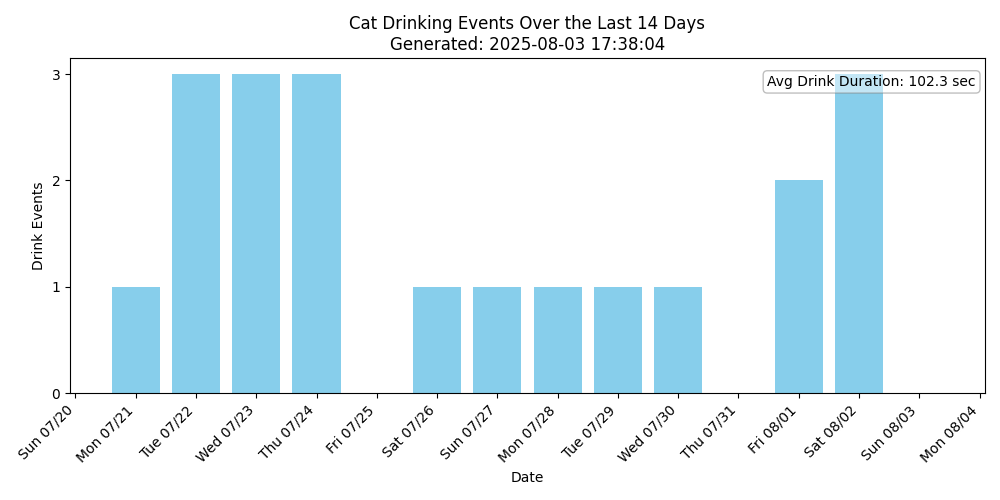 Cat Drinking Events Over the Last 14 Days
Generated: 2025-08-03 17:38:04
Avg Drink Duration: 102.3 sec
Drink Events
3
2
1
0
Sun 07/20
Mon 07/21
Tue 07/22
Wed 07/23
Thu 07/24
Fri 07/25
Sat 07/26
Sun 07/27
Mon 07/28
Tue 07/29
Wed 07/30
Thu 07/31
Fri 08/01
Sat 08/02
Sun 08/03
Mon 08/04
Date